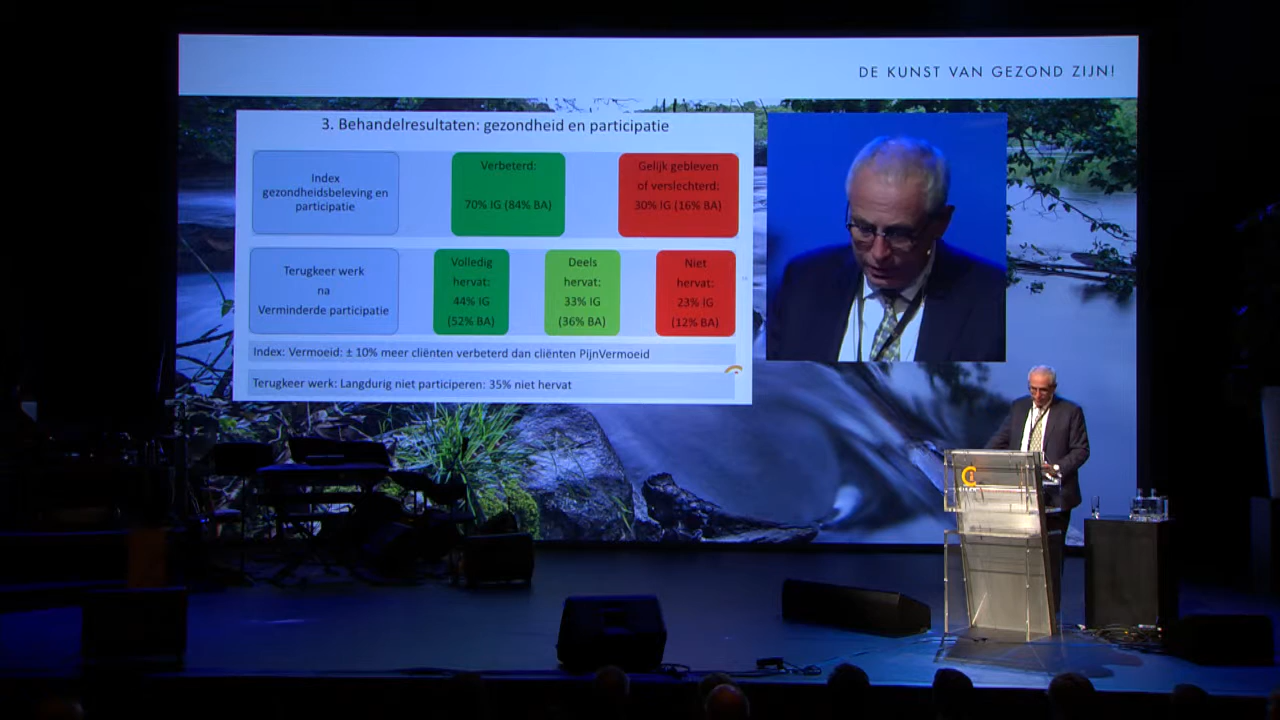 DE KUNST VAN GEZOND ZIJN!
3. Behandelresultaten: gezondheid en participatie
Index
gezondheidsbeleving en
participatie
Verbeterd:
70% IG (84% BA)
Gelijk gebleven
of verslechterd:
30% IG (16% BA)
Terugkeer werk
na
Verminderde participatie
Volledig
hervat:
44% IG
(52% BA)
Deels
hervat:
33% IG
(36% BA)
Niet
hervat:
23% IG
(12% BA)
Index: Vermoeid: ± 10% meer cliënten verbeterd dan cliënten PijnVermoeid
Terugkeer werk: Langdurig niet participeren: 35% niet hervat